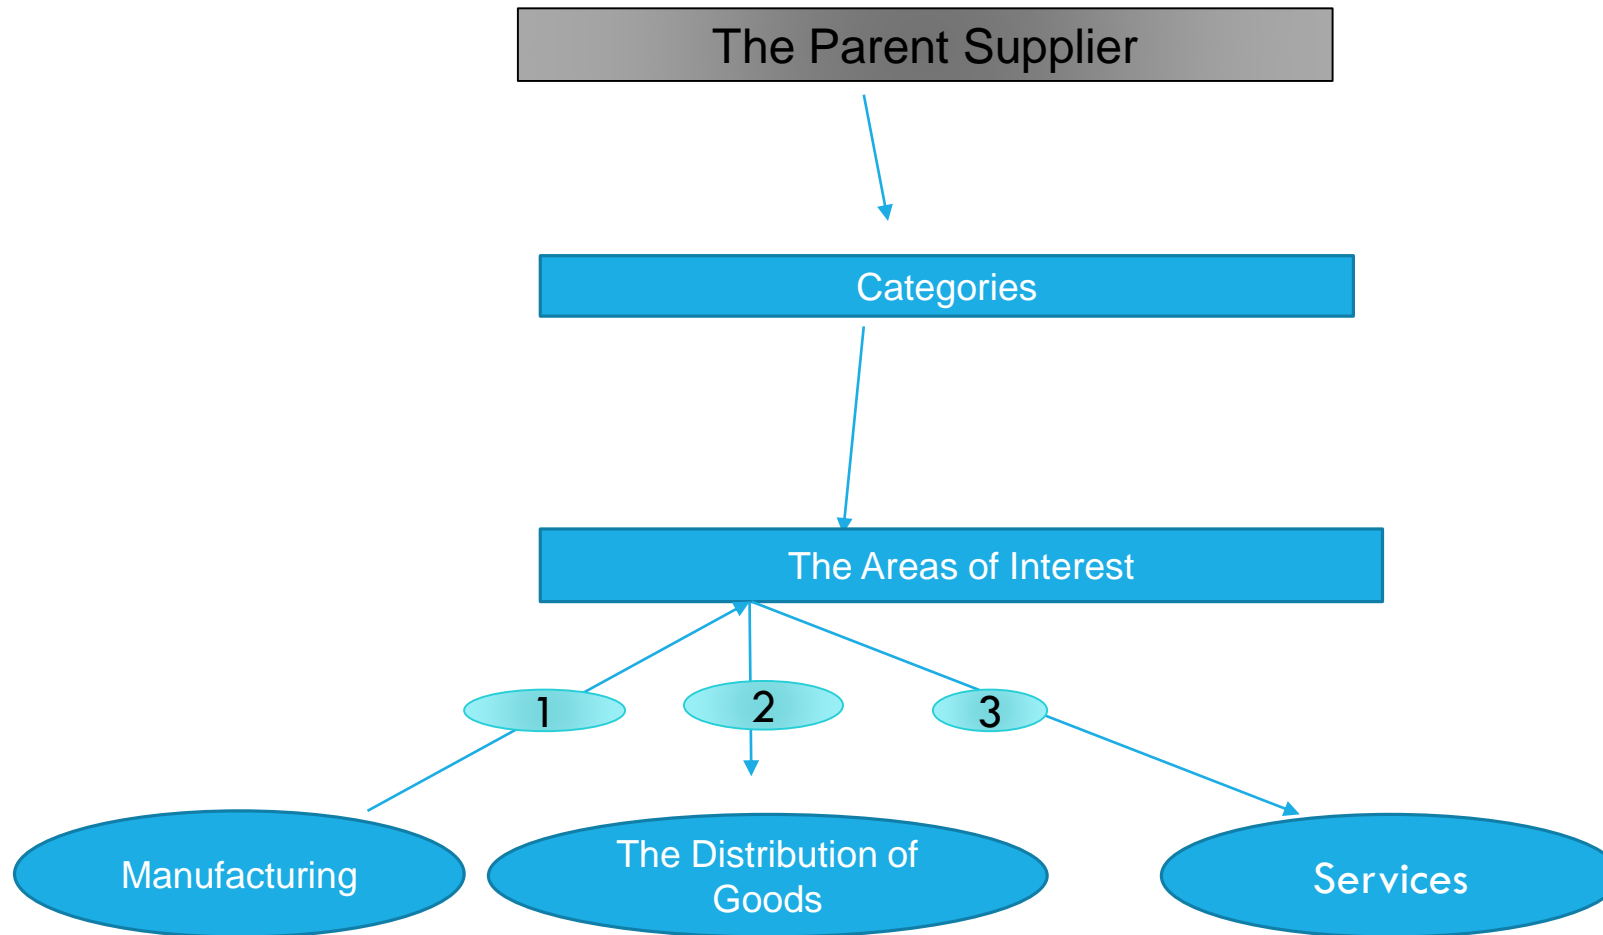 The Parent Supplier
Categories
The Areas of Interest
1
2
3
Manufacturing
The Distribution of
Goods
Services